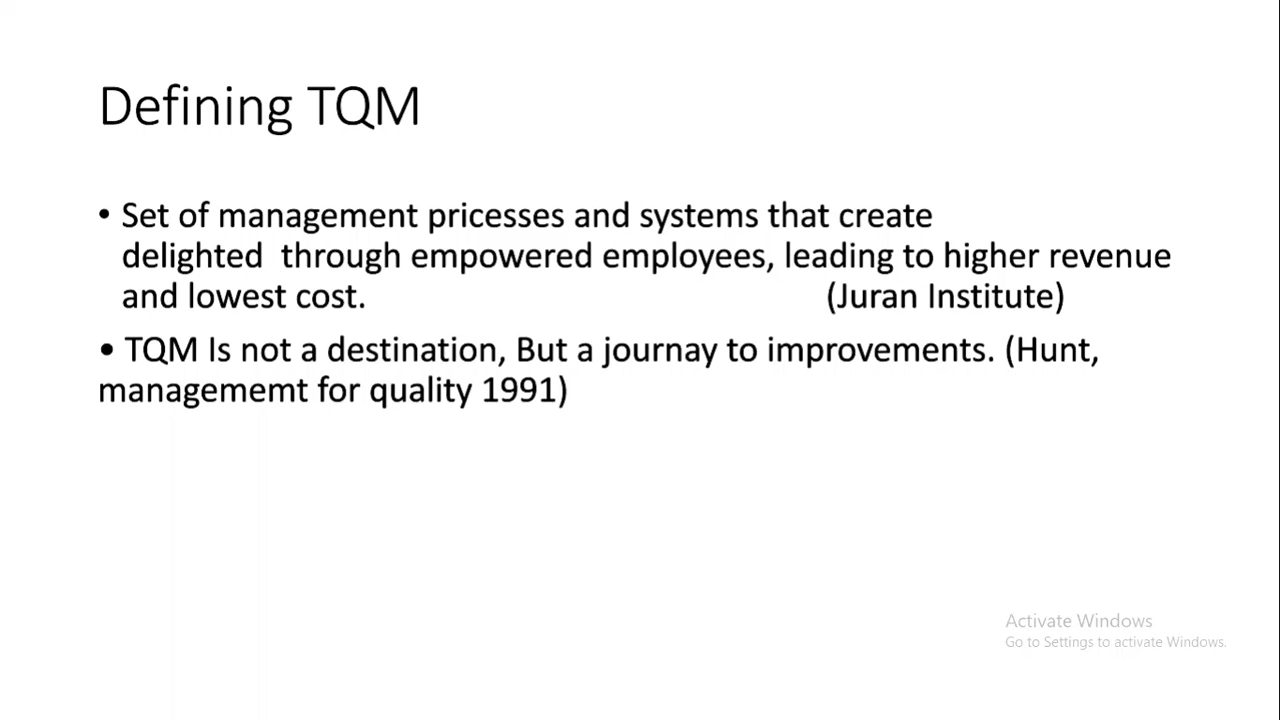 Defining TQM
• Set of management pricesses and systems that create
delighted  through empowered employees, leading to higher revenue
and lowest cost. (Juran Institute)
• TQM Is not a destination, But a journay to improvements. (Hunt,
managememt for quality 1991)
Activate Windows
Go to Settings to activate Windows.